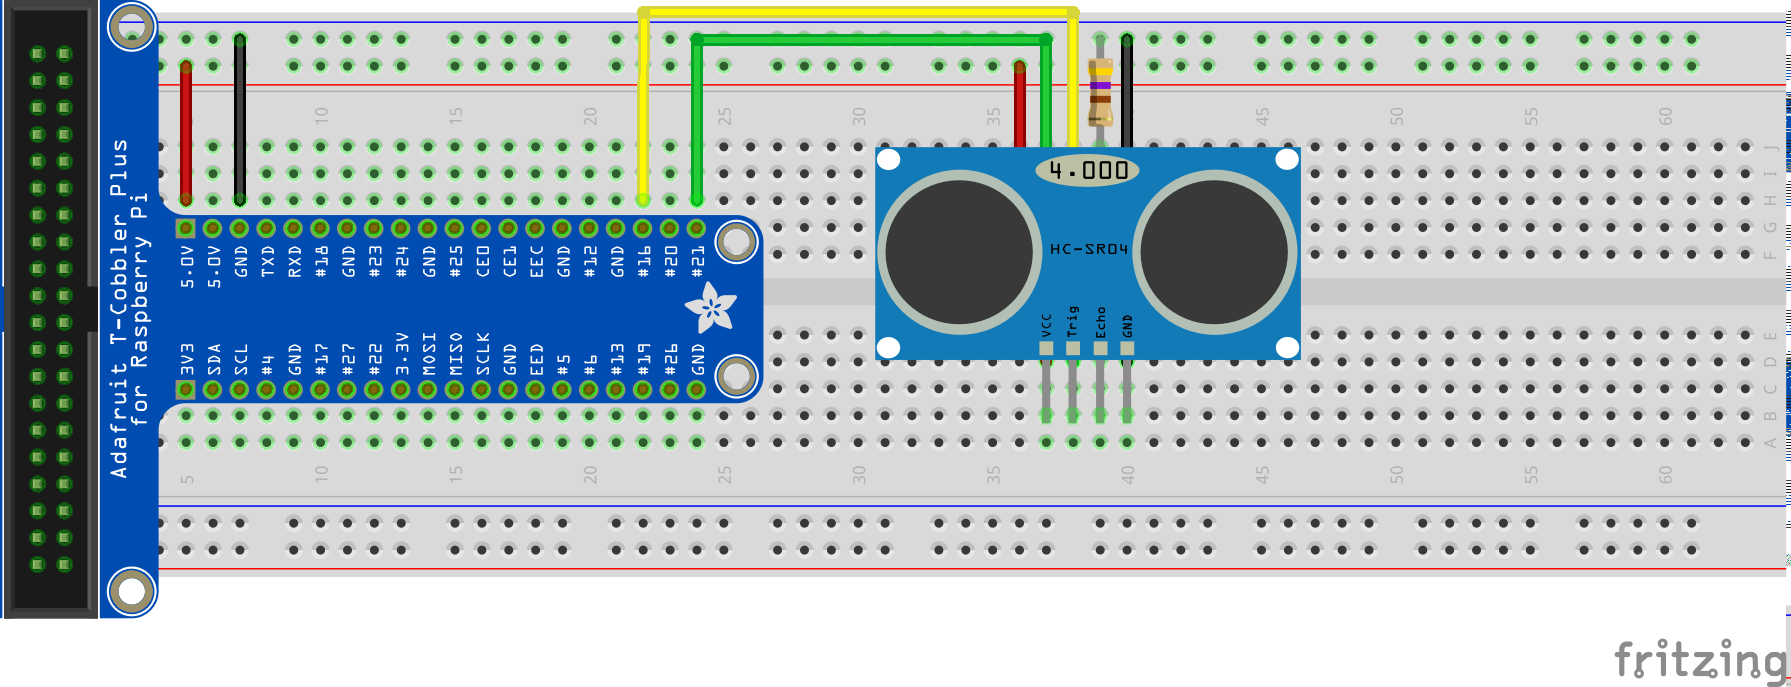 10 15 20 25 30 35 45 50 55 60
J
I
H
G
F
E
D
C
B
A
Adafruit T-Cobbler Plus
for Raspberry Pi
5.0V 5.0V GND TXD RXD #18 GND #23 #24 GND #25 CE0 CE1 EEC GND #12 GND #16 #20 #21
3V3 SDA SCL #4 GND #17 #27 #22 3.3V MOSI MISO SCLK GND EED #5 #6 #13 #19 #26 GND
4.000
HC-SR04
VCC Trig Echo GND
5 10 15 20 25 30 35 40 45 50 55 60
fritzing